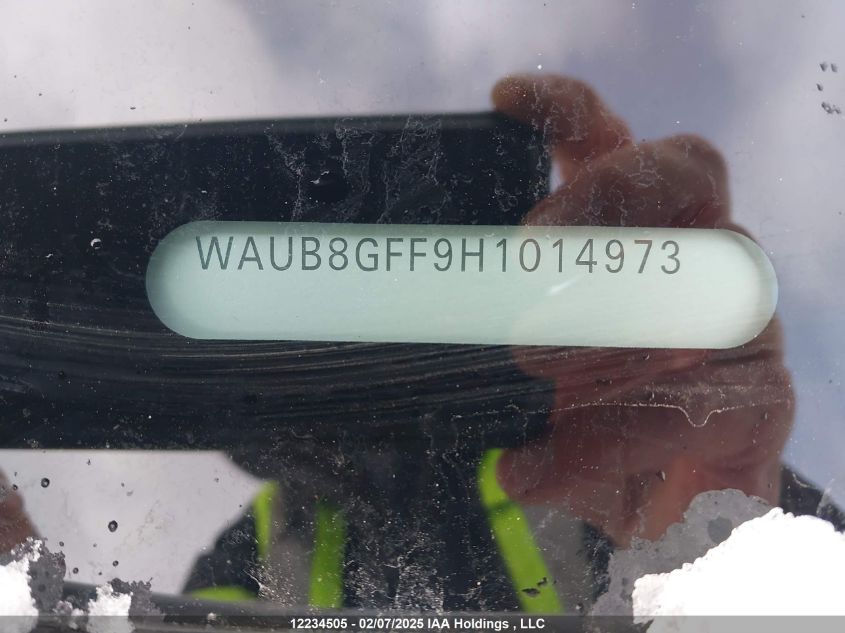 WAUB8GFF9H1014973
12234505 - 02/07/2025 IAA Holdings , LLC